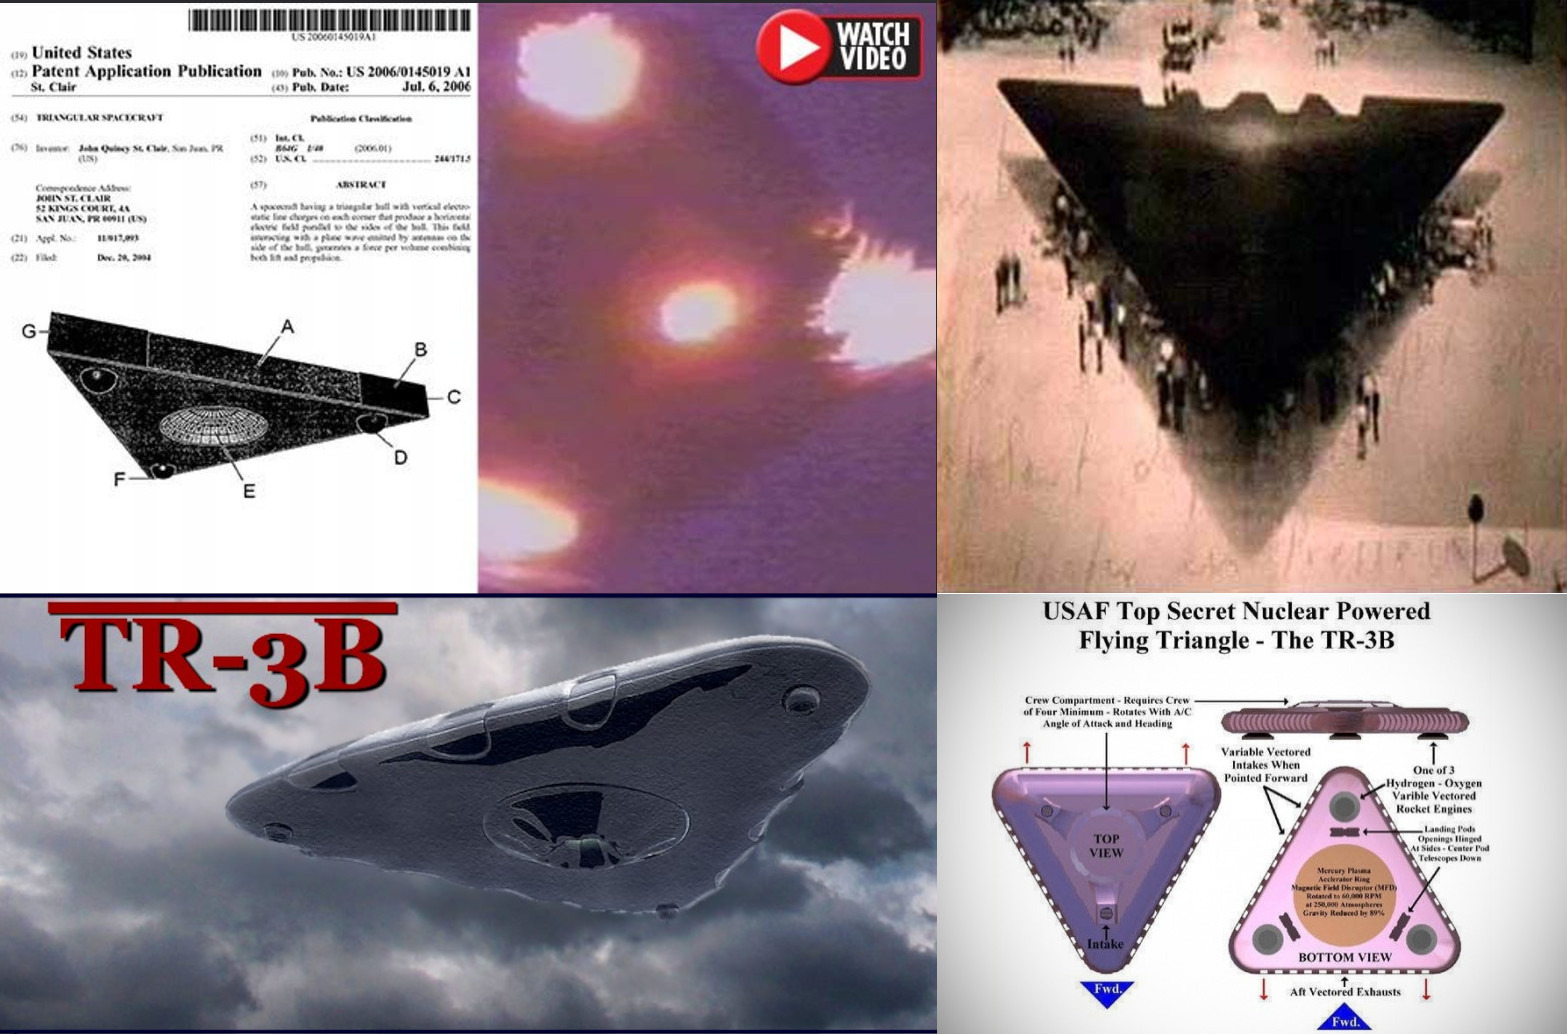 US 20060145019A1
(19) United States
(12) Patent Application Publication
St. Clair
(10) Pub. No.: US 2006/0145019 A1
(43) Pub. Date: Jul. 6, 2006
(54) TRIANGULAR SPACECRAFT
(76) Inventor: John Quincy St. Clair, San Juan, PR
(US)
Correspondence Address:
JOHN ST. CLAIR
52 KINGS COURT, 4A
SAN JUAN, PR 00911 (US)
(21) Appl. No.: 11/017,093
(22) Filed: Dec. 20, 2004
Publication Classification
(51) Int. Cl.
B64G 1/40 (2006.01)
(52) U.S. Cl. 244/171.5
(57) ABSTRACT
A spacecraft having a triangular hull with vertical electro-
static line charges on each corner that produce a horizontal
electric field parallel to the sides of the hull. This field,
interacting with a plane wave emitted by antennas on the
side of the hull, generates a force per volume combining
both lift and propulsion.
G
A
B
C
D
E
F
WATCH
VIDEO
TR-3B
USAF Top Secret Nuclear Powered
Flying Triangle - The TR-3B
Crew Compartment - Requires Crew
of Four Minimum - Rotates With A/C
Angle of Attack and Heading
Variable Vectored
Intakes When
Pointed Forward
One of 3
Hydrogen - Oxygen
Varible Vectored
Rocket Engines
Landing Pods
Openings Hinged
At Sides - Center Pod
Telescopes Down
TOP
VIEW
Intake
Fwd.
Mercury Plasma
Acclerator Ring
Magnetic Field Disruptor (MFD)
Rotated to 60,000 RPM
at 250,000 Atmospheres
Gravity Reduced by 89%
BOTTOM VIEW
Aft Vectored Exhausts
Fwd.